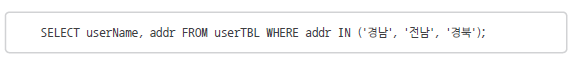 SELECT userName, addr FROM userTBL WHERE addr IN ('경남', '전남', '경북');